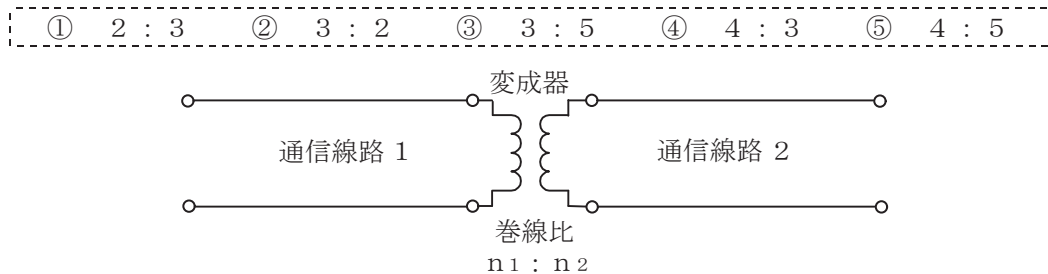 ① 2 : 3 ② 3 : 2 ③ 3 : 5 ④ 4 : 3 ⑤ 4 : 5
変成器
通信線路 1 通信線路 2
巻線比
n1 : n2